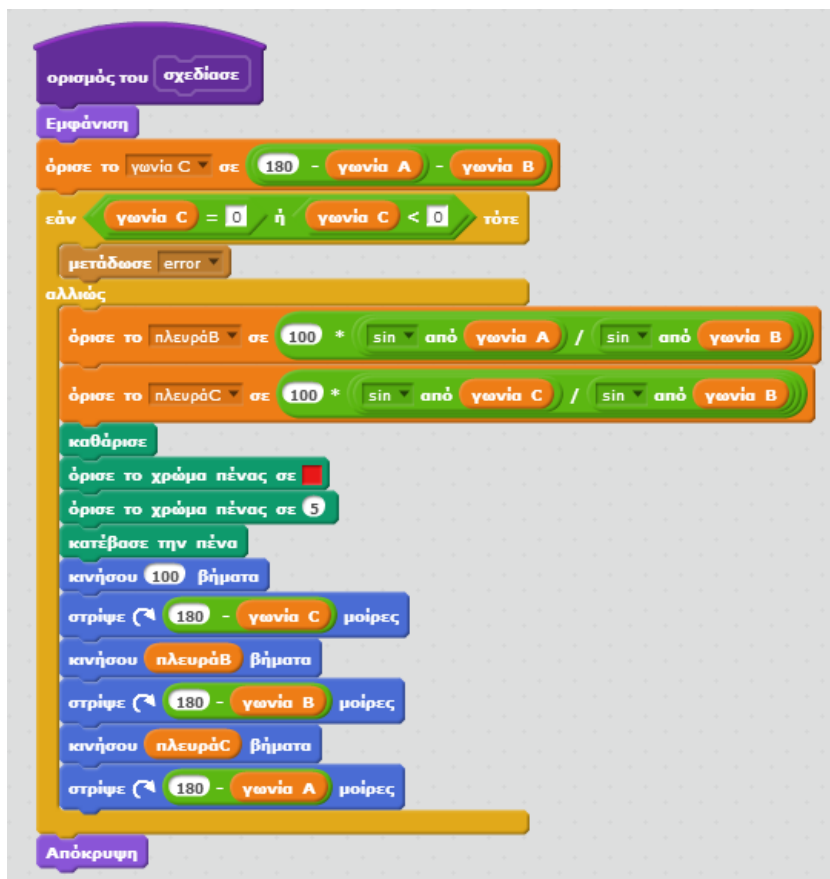 ορισμός του σχεδίασε
Εμφάνιση
όρισε το γωνία C σε 180 - γωνία A - γωνία B
εάν γωνία C = 0 ή γωνία C < 0 τότε
μετάδωσε error
αλλιώς
όρισε το πλευράB σε 100 * sin από γωνία A / sin από γωνία B
όρισε το πλευράC σε 100 * sin από γωνία C / sin από γωνία B
καθάρισε
όρισε το χρώμα πένας σε
όρισε το χρώμα πένας σε 5
κατέβασε την πένα
κινήσου 100 βήματα
στρίψε 180 - γωνία C μοίρες
κινήσου πλευράB βήματα
στρίψε 180 - γωνία B μοίρες
κινήσου πλευράC βήματα
στρίψε 180 - γωνία A μοίρες
Απόκρυψη